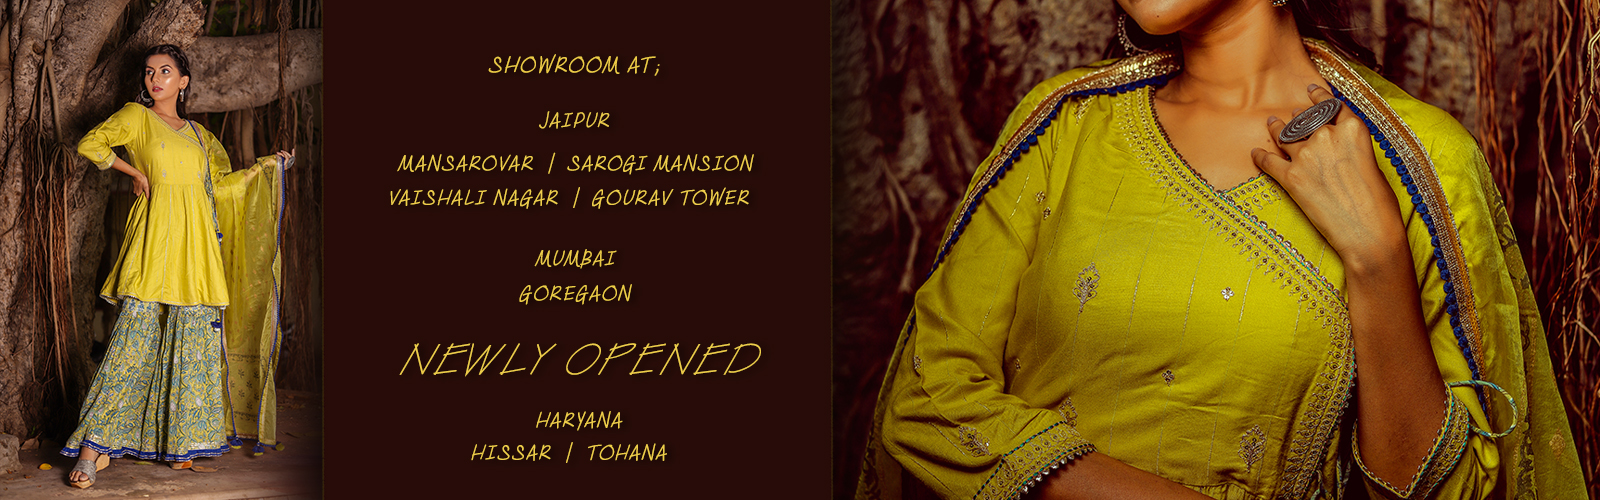 SHOWROOM AT;
JAIPUR
MANSAROVAR | SAROGI MANSION
VAISHALI NAGAR | GOURAV TOWER
MUMBAI
GOREGAON
NEWLY OPENED
HARYANA
HISSAR | TOHANA